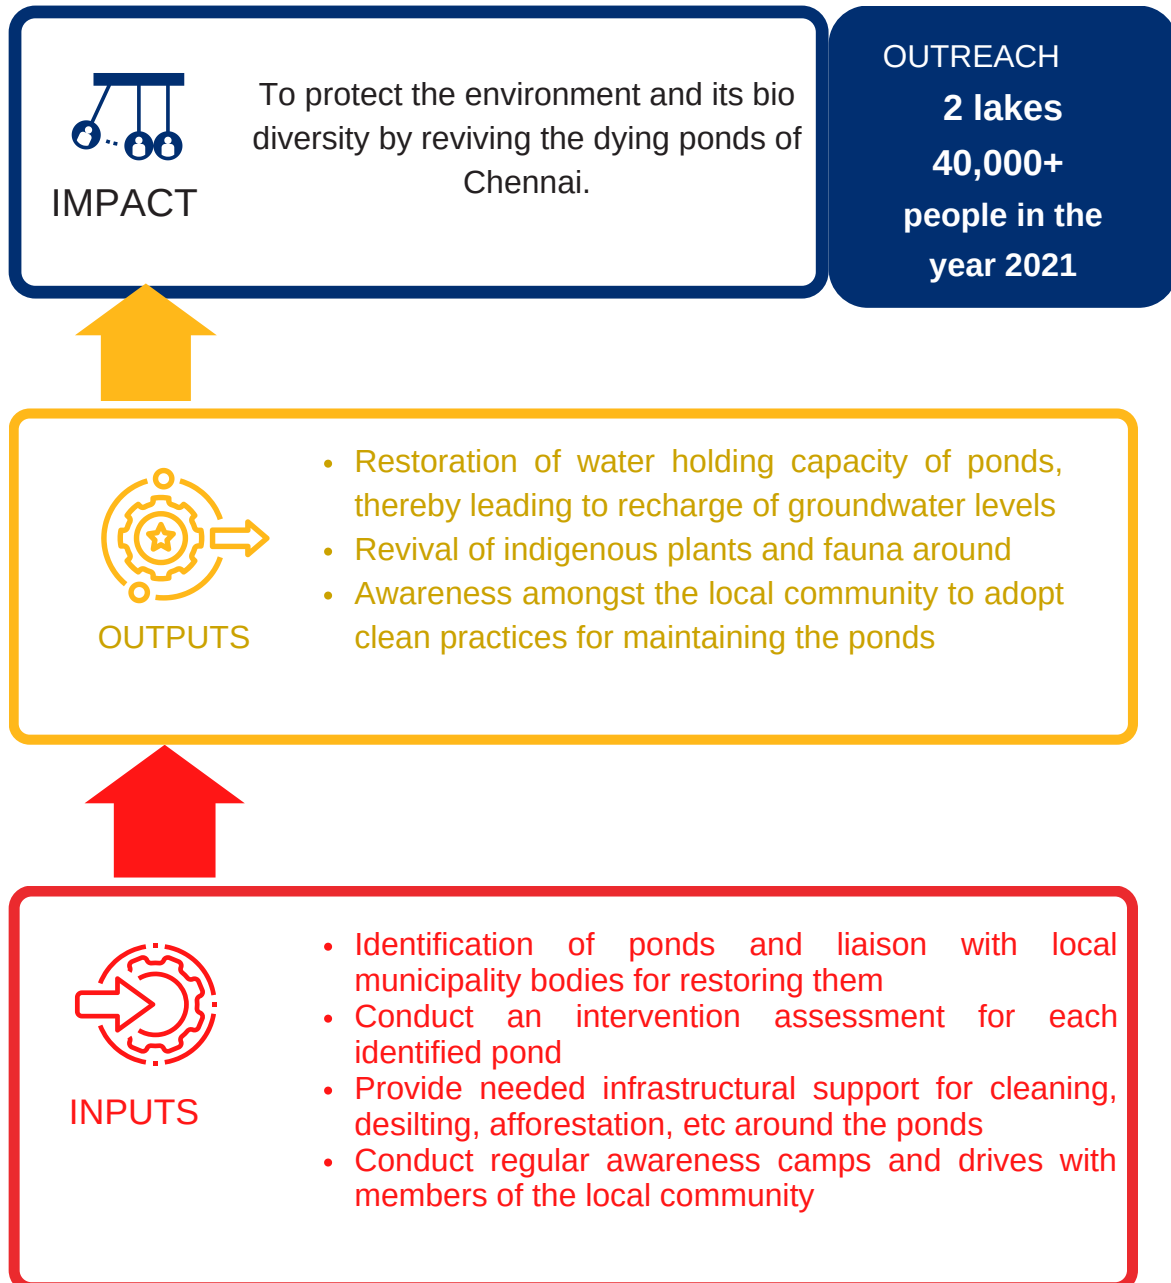 To protect the environment and its bio
diversity by reviving the dying ponds of
Chennai.
IMPACT
OUTREACH
2 lakes
40,000+
people in the
year 2021
• Restoration of water holding capacity of ponds,
thereby leading to recharge of groundwater levels
• Revival of indigenous plants and fauna around
• Awareness amongst the local community to adopt
clean practices for maintaining the ponds
OUTPUTS
• Identification of ponds and liaison with local
municipality bodies for restoring them
• Conduct an intervention assessment for each
identified pond
• Provide needed infrastructural support for cleaning,
desilting, afforestation, etc around the ponds
• Conduct regular awareness camps and drives with
members of the local community
INPUTS